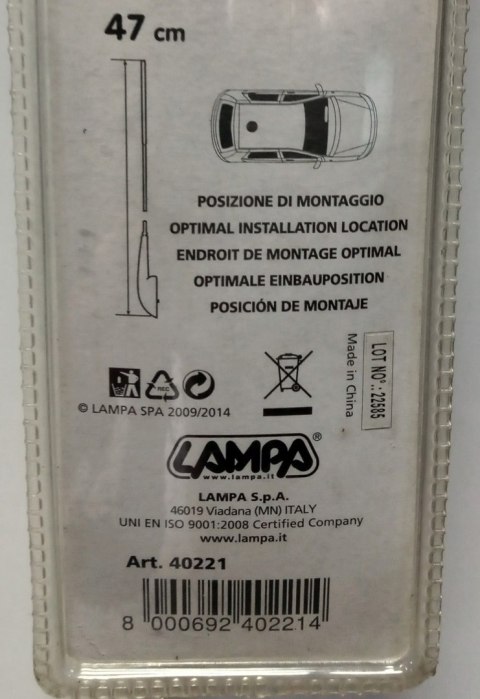 47 cm
POSIZIONE DI MONTAGGIO
OPTIMAL INSTALLATION LOCATION
ENDROIT DE MONTAGE OPTIMAL
OPTIMALE EINBAUPOSITION
POSICIÓN DE MONTAJE
LOT NO°.: 22585
Made in China
REC
© LAMPA SPA 2009/2014
LAMPA®
www.lampa.it
LAMPA S.p.A.
46019 Viadana (MN) ITALY
UNI EN ISO 9001:2008 Certified Company
www.lampa.it
Art. 40221
8 000692 402214